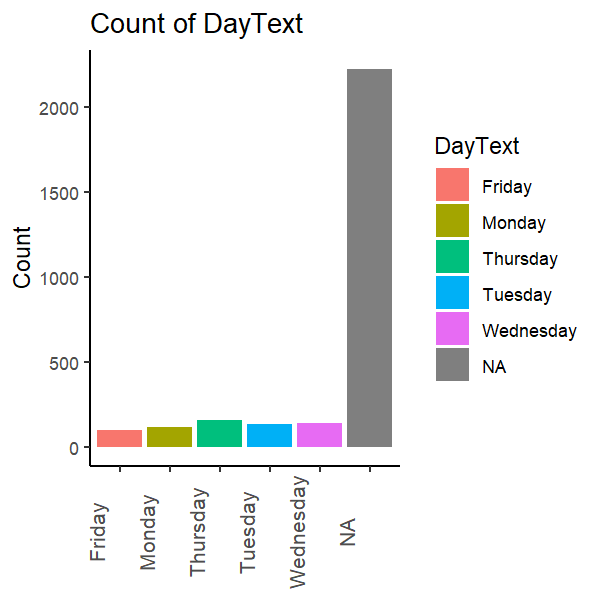 Count of DayText
2000
1500
1000
500
0
Count
Friday
Monday
Thursday
Tuesday
Wednesday
NA
DayText
Friday
Monday
Thursday
Tuesday
Wednesday
NA